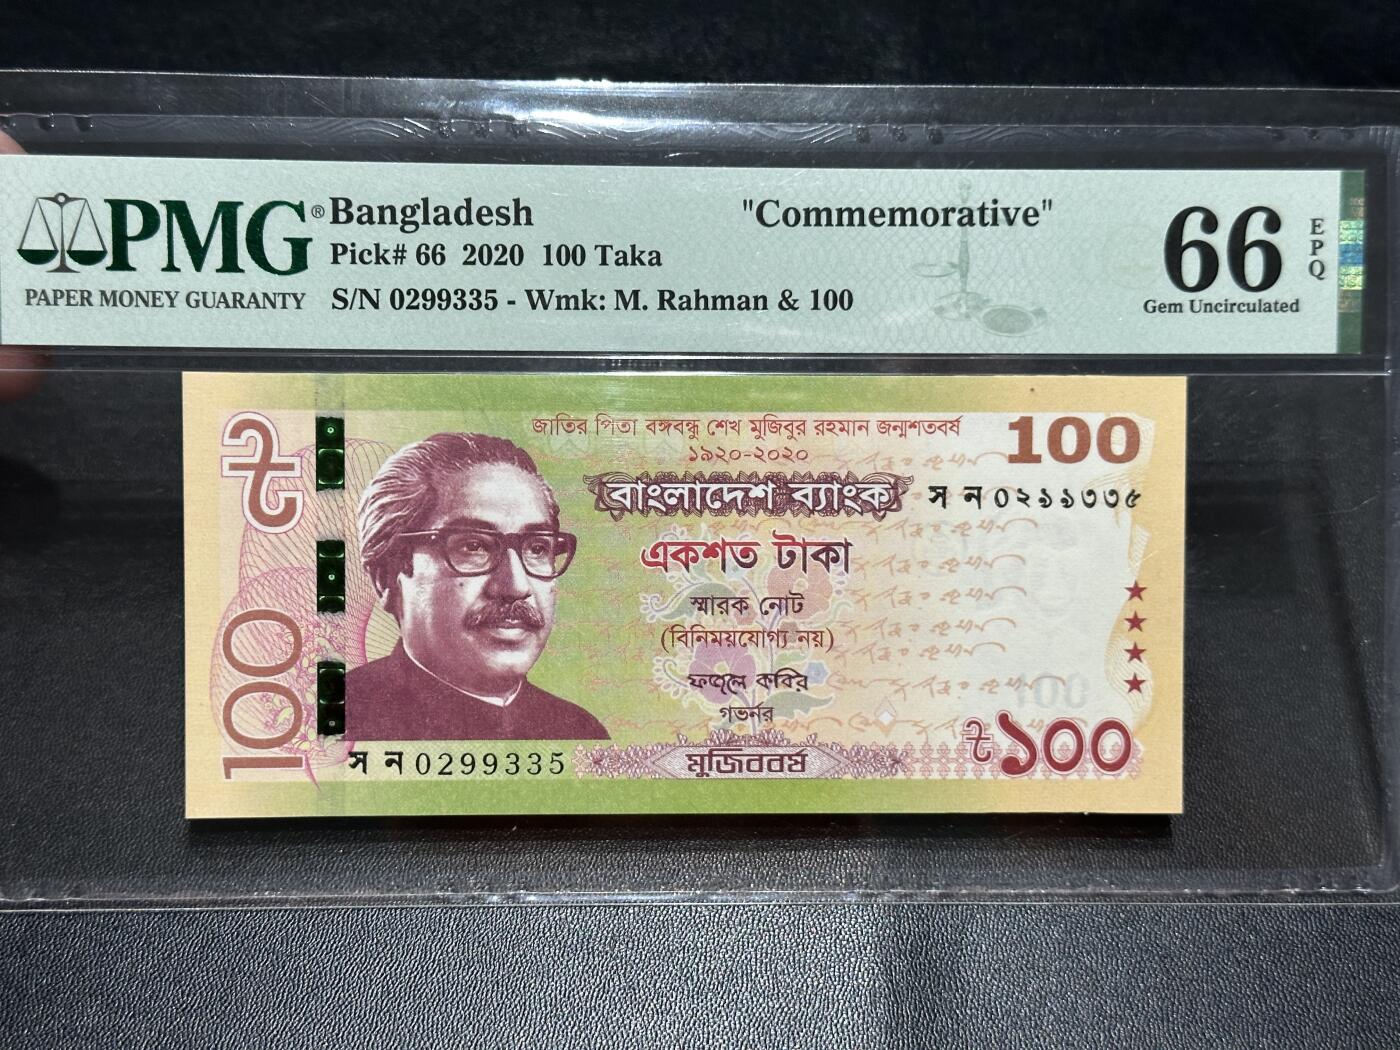 PMG®
PAPER MONEY GUARANTY
Bangladesh
Pick# 66 2020 100 Taka
S/N 0299335 - Wmk: M. Rahman & 100
"Commemorative"
66
EPQ
Gem Uncirculated
জাতির পিতা বঙ্গবন্ধু শেখ মুজিবুর রহমান জন্মশতবর্ষ
১৯২০-২০২০
100
৳
বাংলাদেশ ব্যাংক
স ন ০২৯৯৩৩৫
একশত টাকা
স্মারক নোট
(বিনিময়যোগ্য নয়)
ফজলে কবির
গভর্নর
100
100
৳১০০
স ন 0299335
মুজিববর্ষ